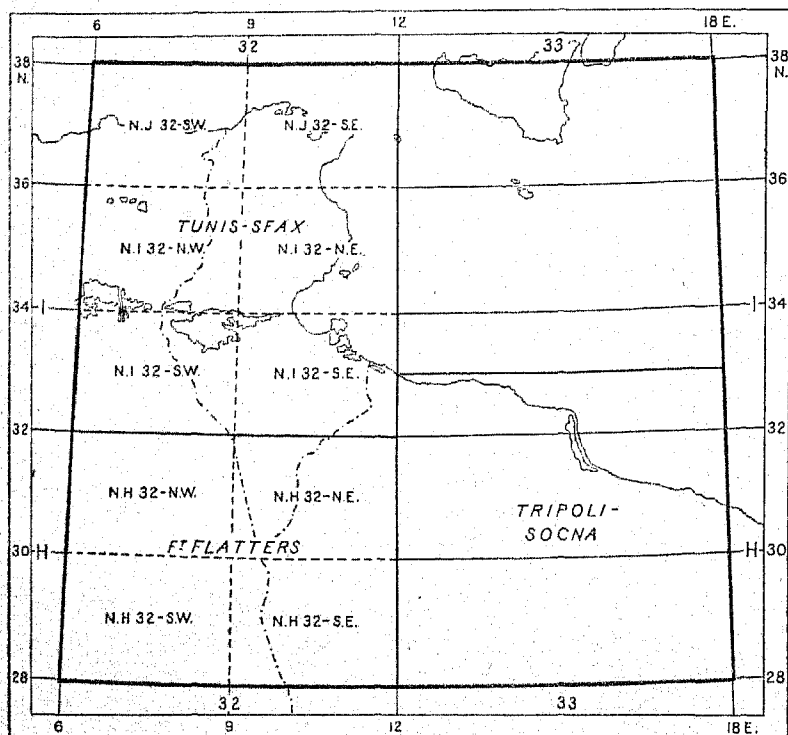 6 9 12 18 E.
32 33
38 38
N. N.
N.J 32-S.W. N.J 32-S.E.
36 36
TUNIS-SFAX
N.I 32-N.W. N.I 32-N.E.
34 I I 34
N.I 32-S.W. N.I 32-S.E.
32 32
N.H 32-N.W. N.H 32-N.E.
TRIPOLI-
SOCNA
30 H Fᵀ FLATTERS H 30
N.H 32-S.W. N.H 32-S.E.
28 28
32 33
6 9 12 18 E.